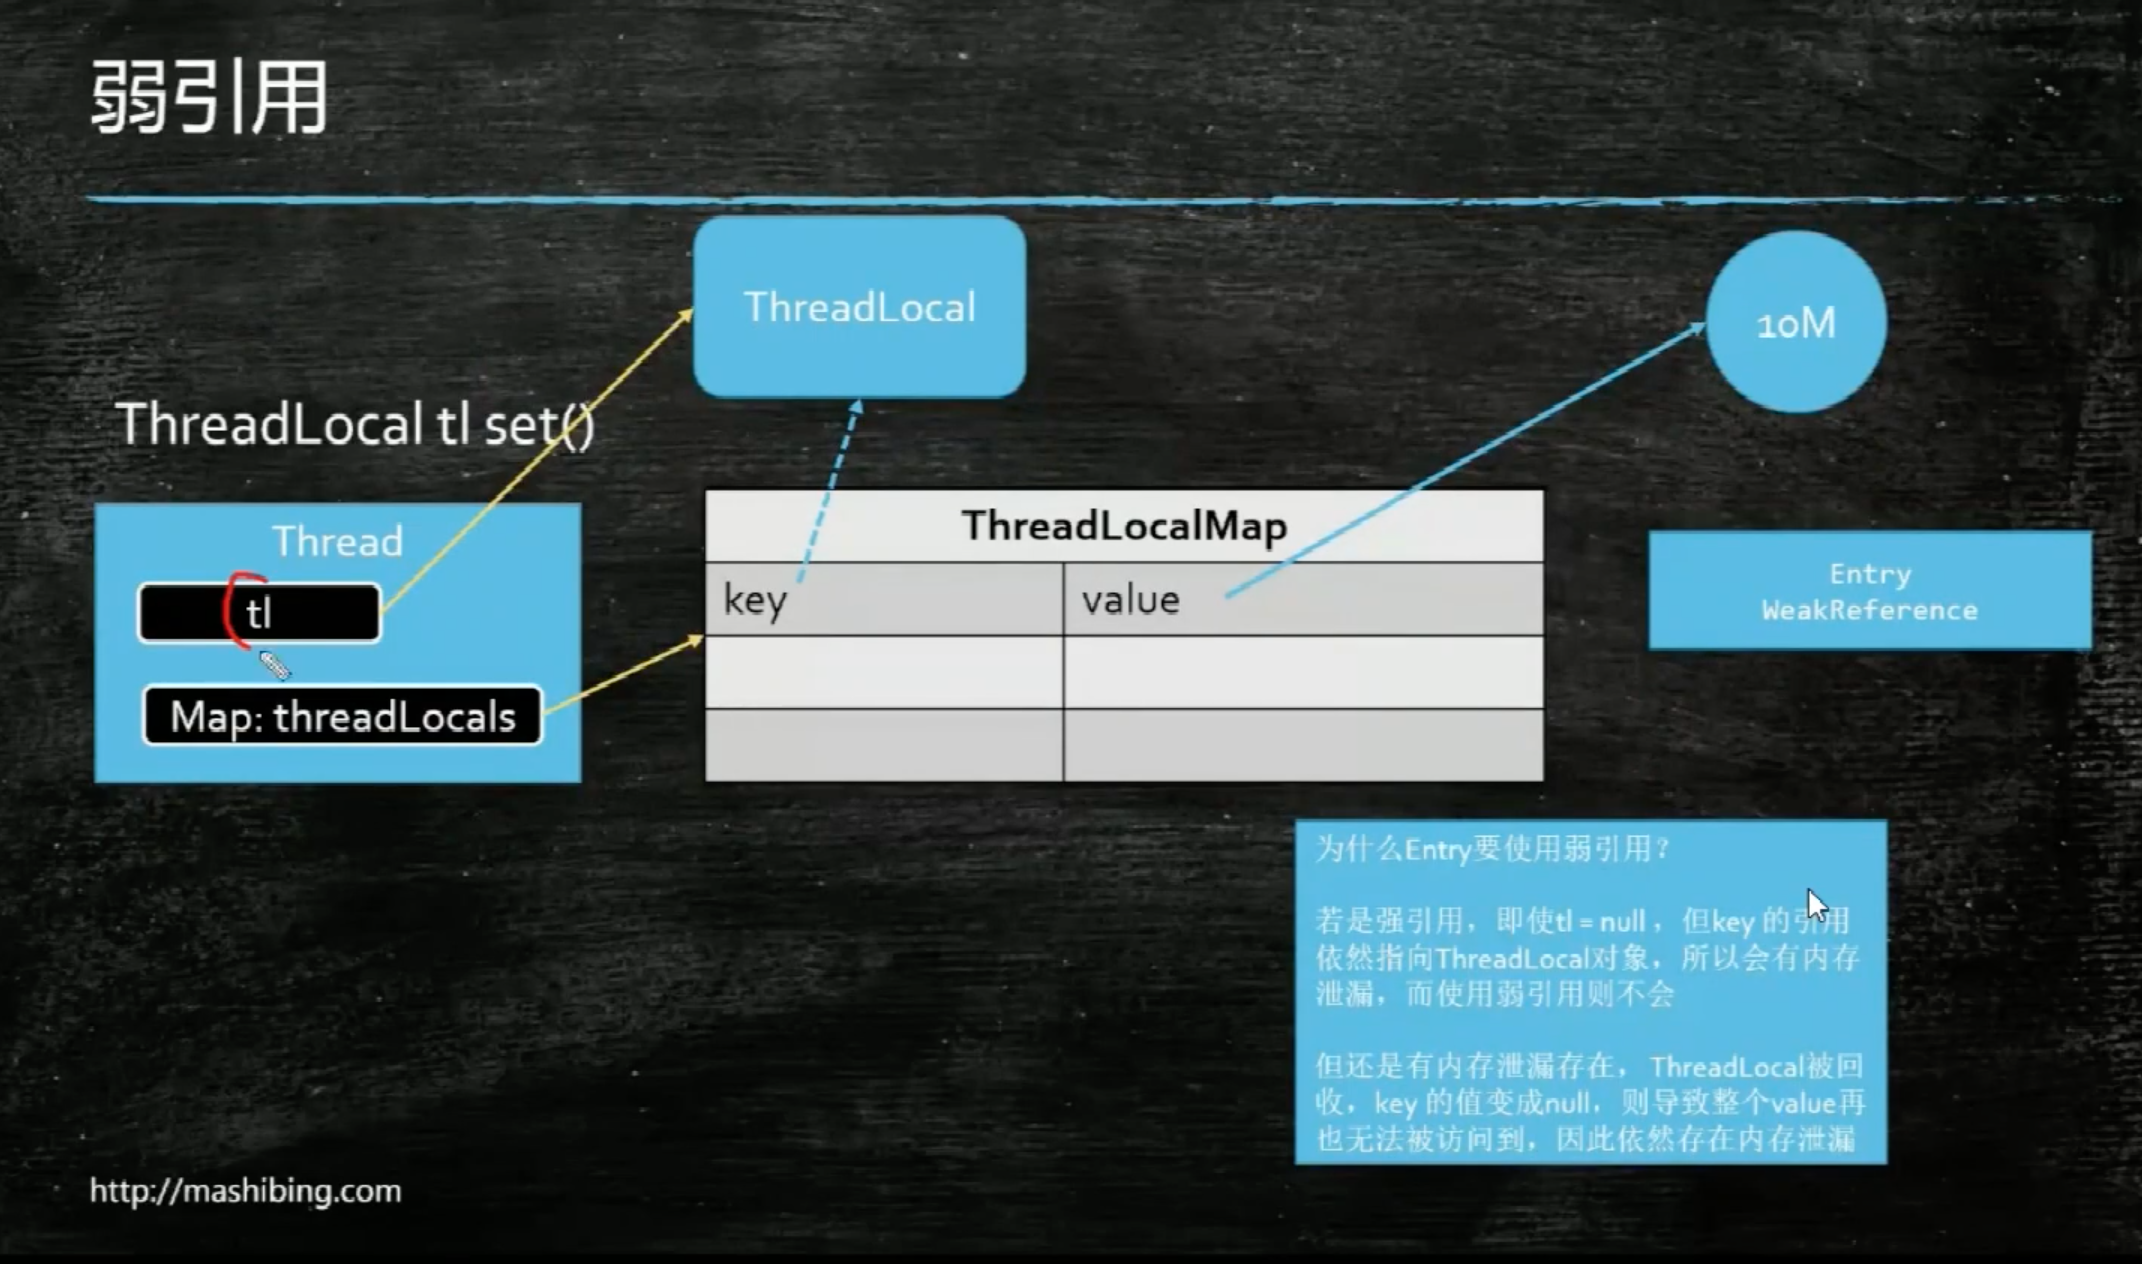 弱引用
ThreadLocal
10M
ThreadLocal tl set()
Thread
tl
Map: threadLocals
ThreadLocalMap
key
value
Entry
WeakReference
为什么Entry要使用弱引用？
若是强引用，即使tl = null，但key 的引用
依然指向ThreadLocal对象，所以会有内存
泄漏，而使用弱引用则不会
但还是有内存泄漏存在，ThreadLocal被回
收，key 的值变成null，则导致整个value再
也无法被访问到，因此依然存在内存泄漏
http://mashibing.com